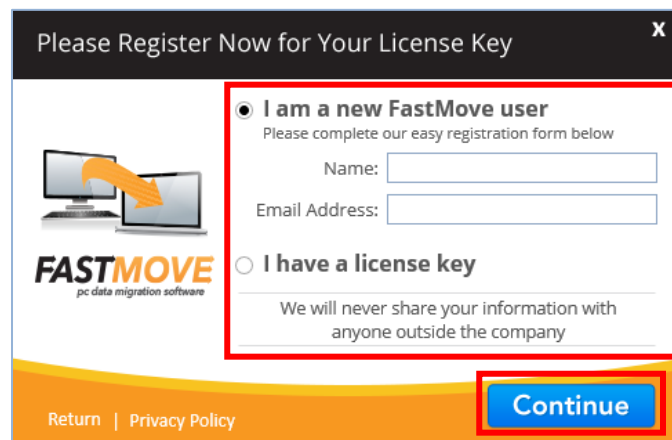 Please Register Now for Your License Key
X
I am a new FastMove user
Please complete our easy registration form below
Name:
Email Address:
FASTMOVE
pc data migration software
I have a license key
We will never share your information with
anyone outside the company
Return | Privacy Policy
Continue